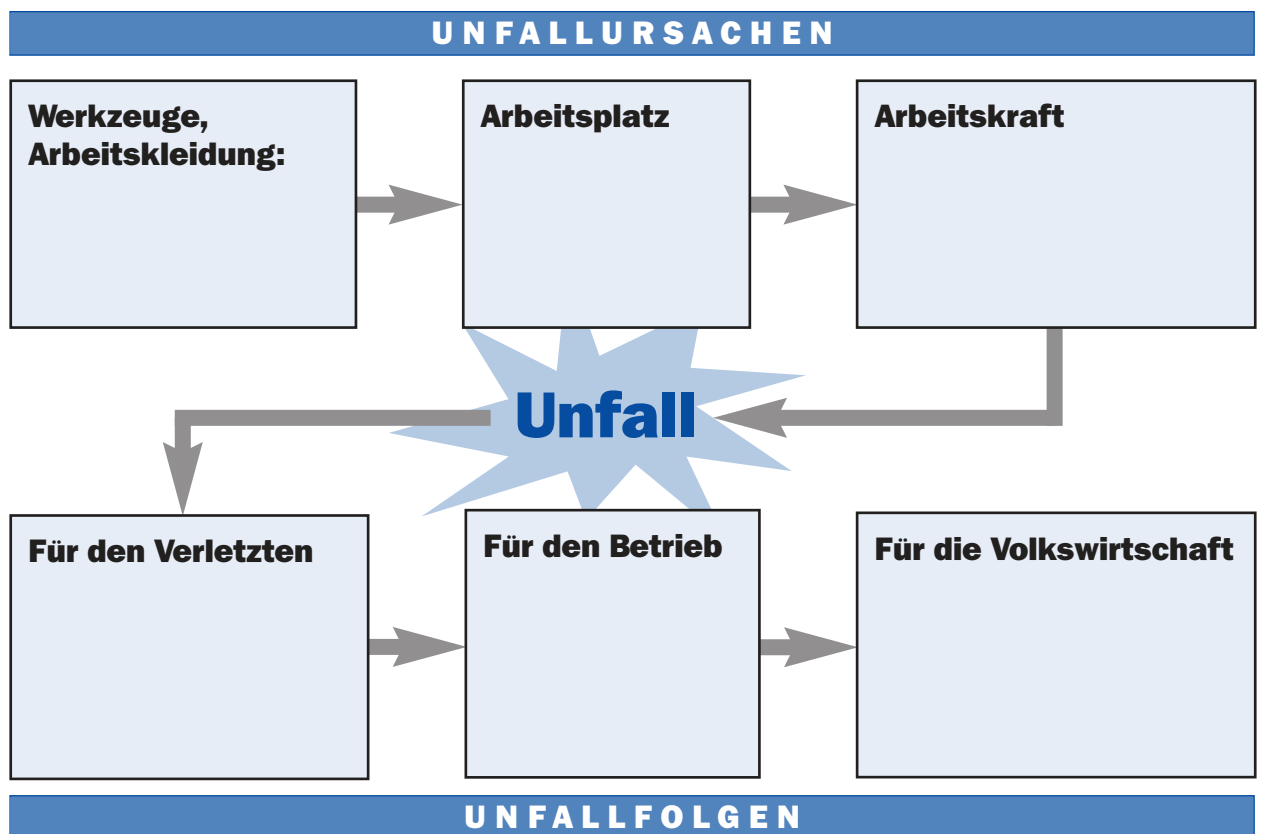 UNFALLURSACHEN
Werkzeuge,
Arbeitskleidung:
Arbeitsplatz
Arbeitskraft
Unfall
Für den Verletzten
Für den Betrieb
Für die Volkswirtschaft
UNFALLFOLGEN